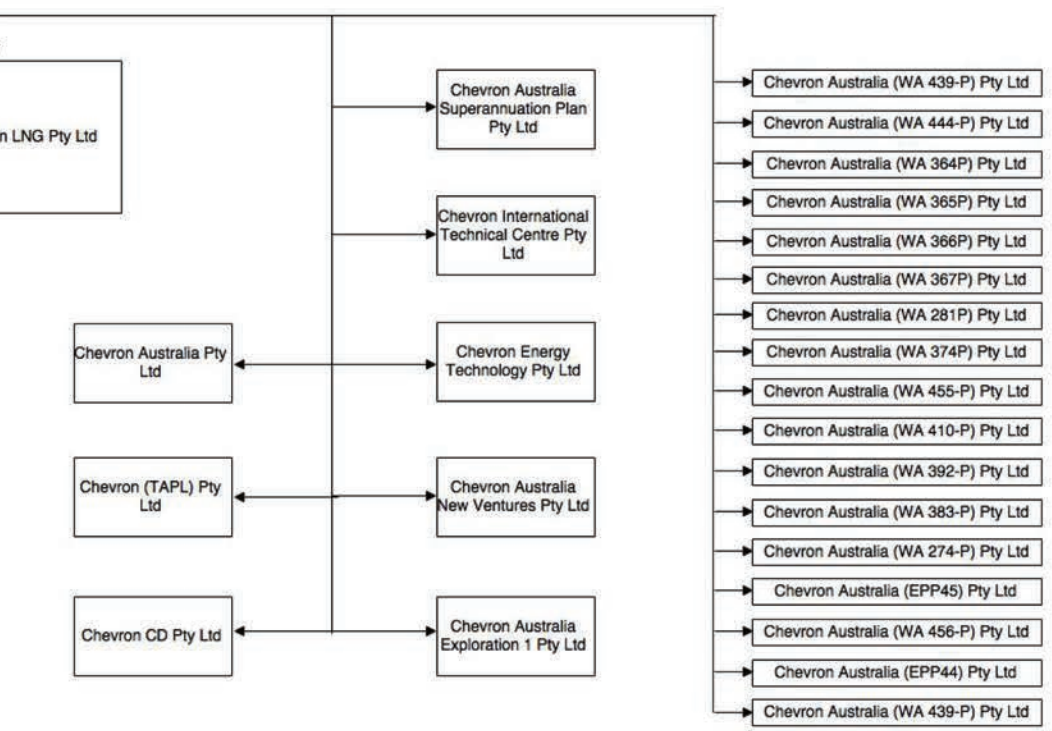 n LNG Pty Ltd
Chevron Australia Pty
Ltd
Chevron (TAPL) Pty
Ltd
Chevron CD Pty Ltd
Chevron Australia
Superannuation Plan
Pty Ltd
Chevron International
Technical Centre Pty
Ltd
Chevron Energy
Technology Pty Ltd
Chevron Australia
New Ventures Pty Ltd
Chevron Australia
Exploration 1 Pty Ltd
Chevron Australia (WA 439-P) Pty Ltd
Chevron Australia (WA 444-P) Pty Ltd
Chevron Australia (WA 364P) Pty Ltd
Chevron Australia (WA 365P) Pty Ltd
Chevron Australia (WA 366P) Pty Ltd
Chevron Australia (WA 367P) Pty Ltd
Chevron Australia (WA 281P) Pty Ltd
Chevron Australia (WA 374P) Pty Ltd
Chevron Australia (WA 455-P) Pty Ltd
Chevron Australia (WA 410-P) Pty Ltd
Chevron Australia (WA 392-P) Pty Ltd
Chevron Australia (WA 383-P) Pty Ltd
Chevron Australia (WA 274-P) Pty Ltd
Chevron Australia (EPP45) Pty Ltd
Chevron Australia (WA 456-P) Pty Ltd
Chevron Australia (EPP44) Pty Ltd
Chevron Australia (WA 439-P) Pty Ltd